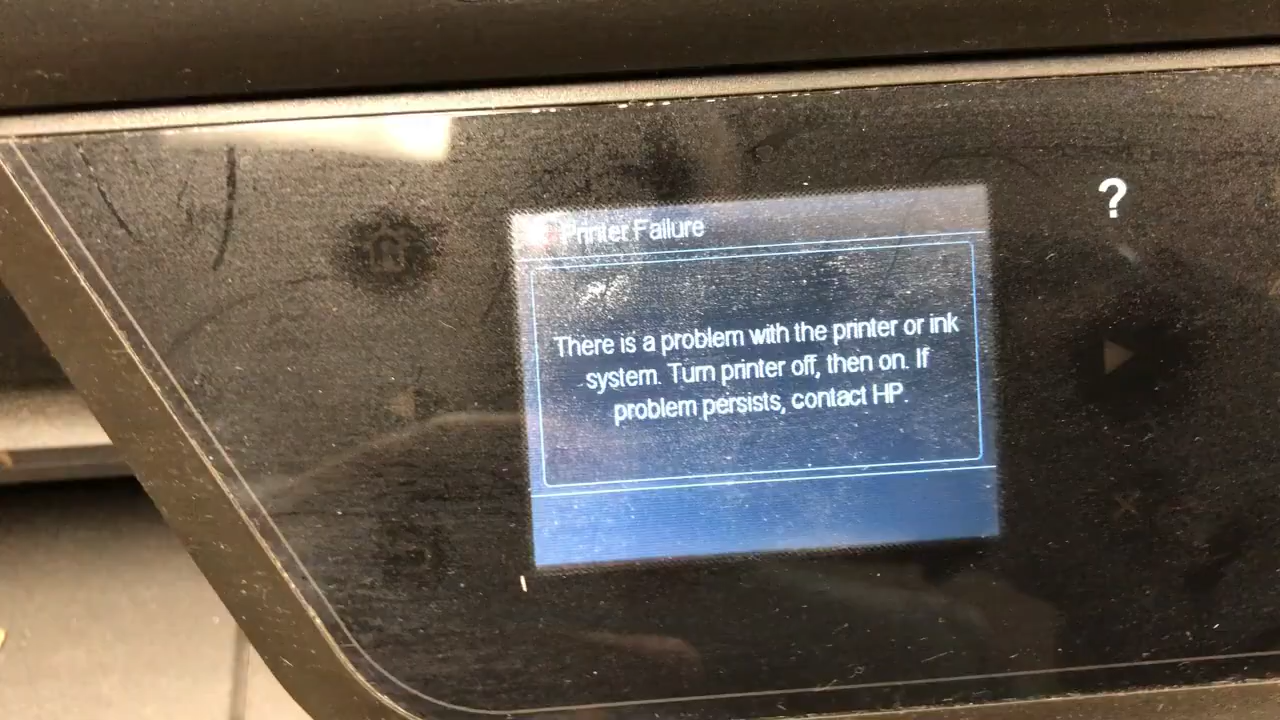 Printer Failure
?
There is a problem with the printer or ink
system. Turn printer off, then on. If
problem persists, contact HP.